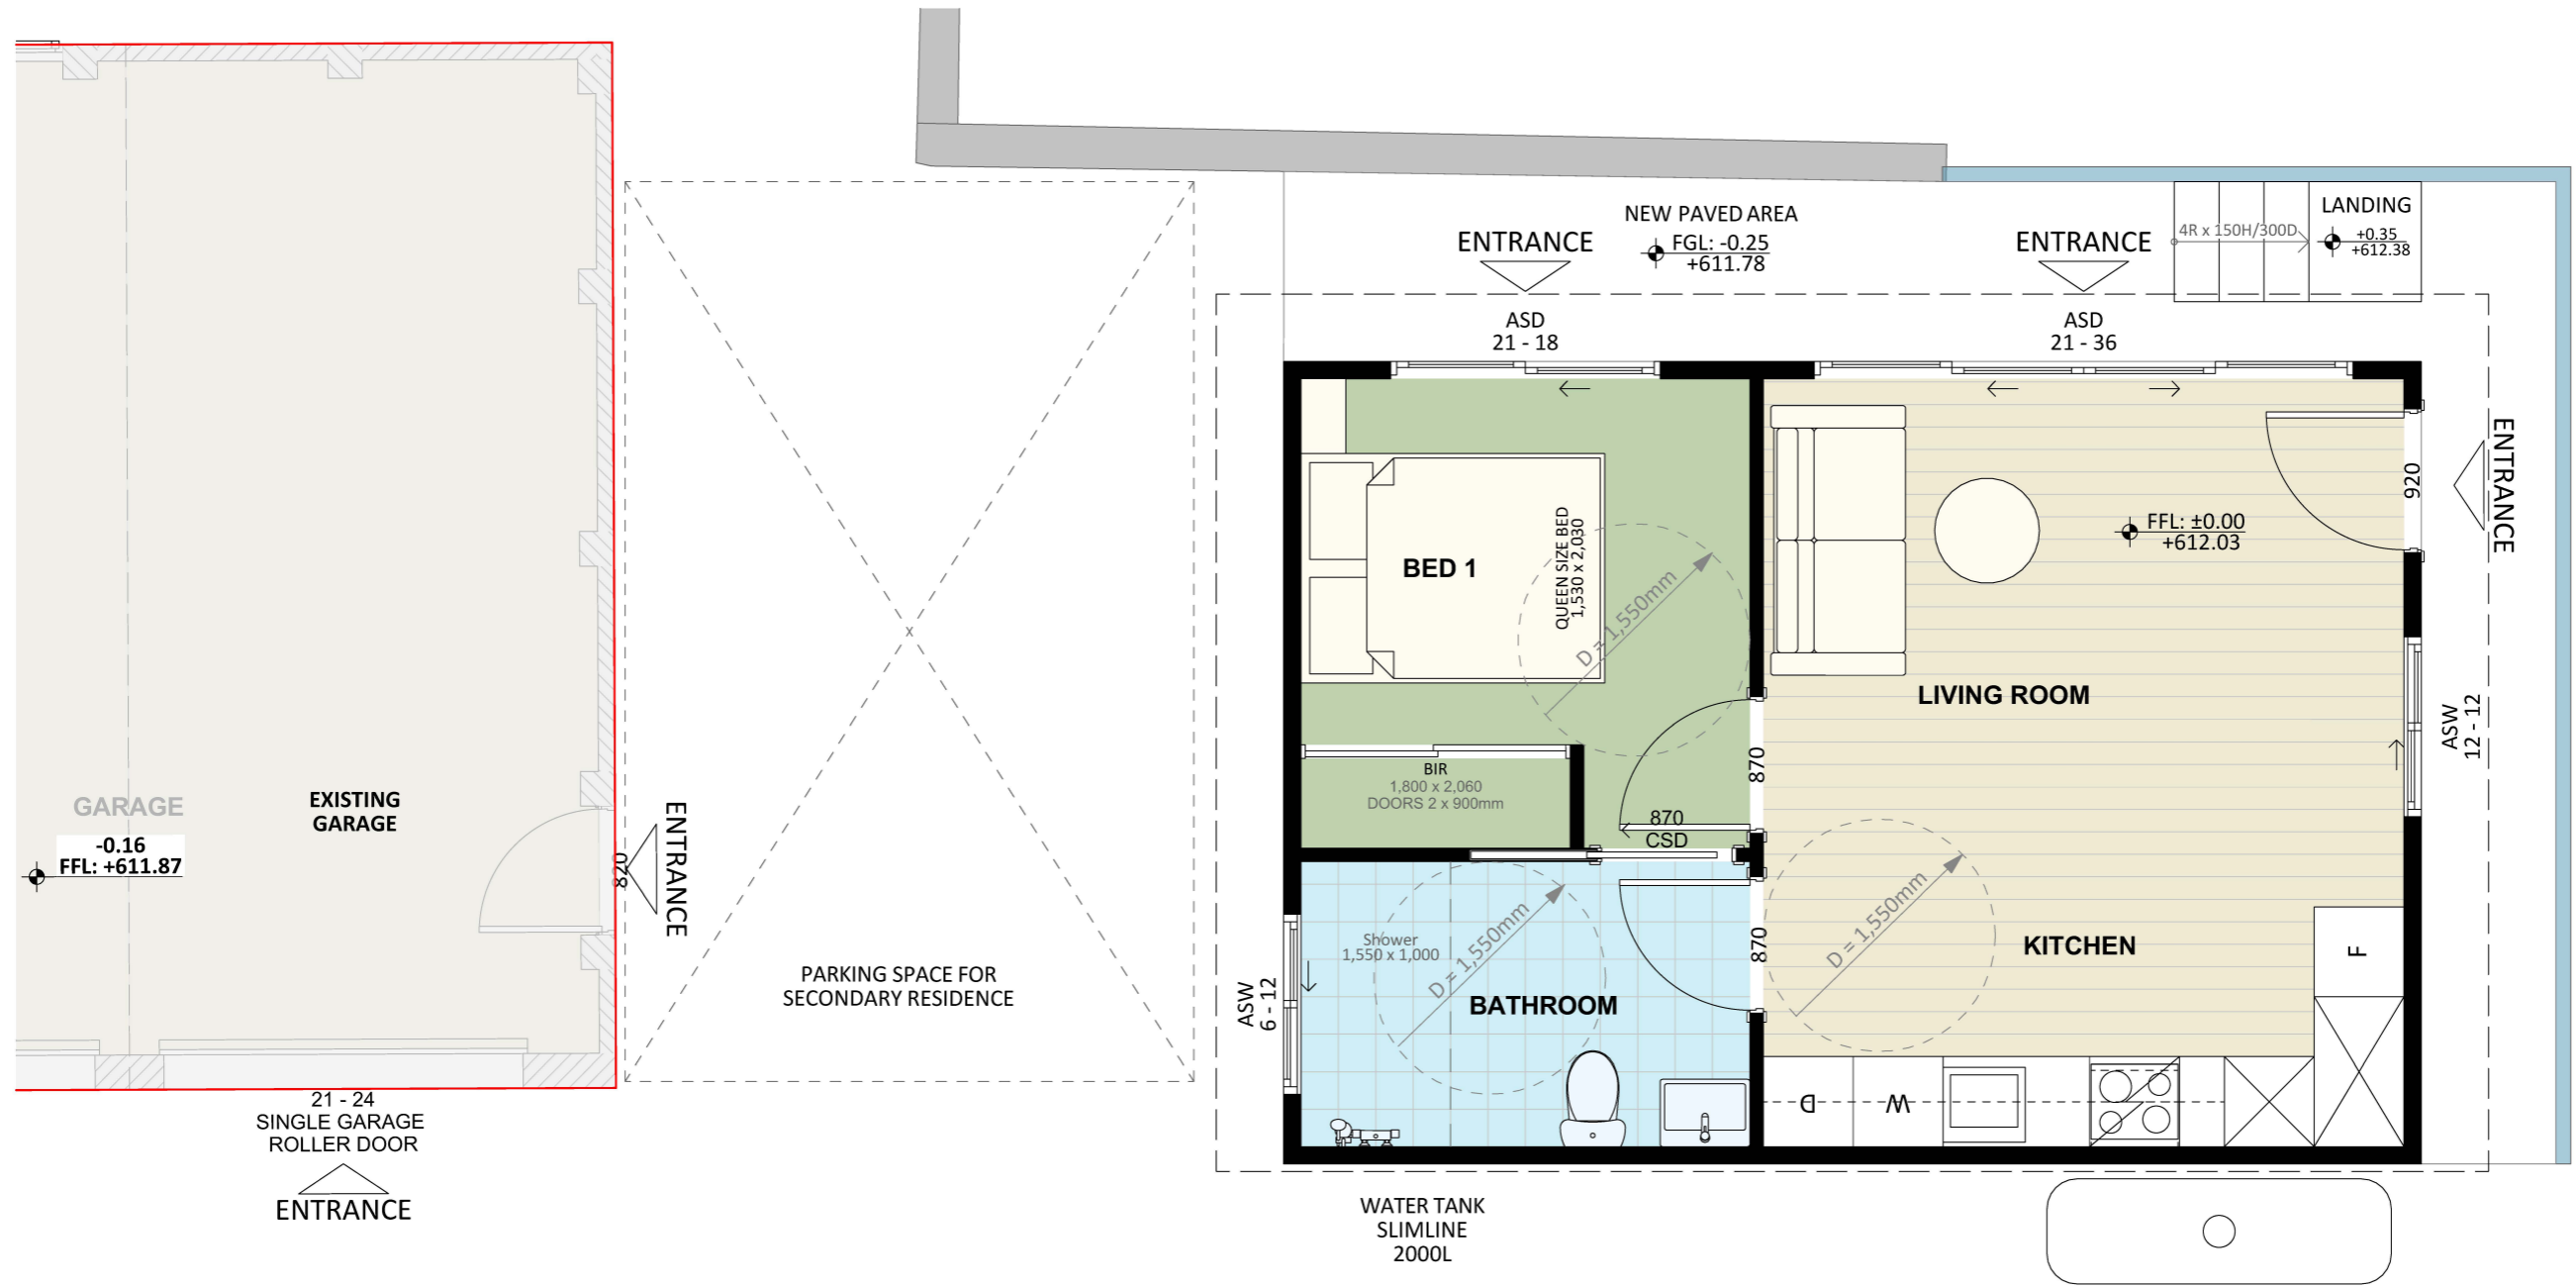 NEW PAVED AREA
FGL: -0.25
+611.78
ENTRANCE
ENTRANCE
LANDING
+0.35
+612.38
4R x 150H/300D
ASD
21 - 18
ASD
21 - 36
ENTRANCE
920
FFL: ±0.00
+612.03
BED 1
QUEEN SIZE BED
1,530 x 2,030
D = 1,550mm
LIVING ROOM
ASW
12 - 12
BIR
1,800 x 2,060
DOORS 2 x 900mm
870
870
CSD
GARAGE
EXISTING
GARAGE
-0.16
FFL: +611.87
820
ENTRANCE
PARKING SPACE FOR
SECONDARY RESIDENCE
Shower
1,550 x 1,000
D = 1,550mm
BATHROOM
870
D = 1,550mm
KITCHEN
F
ASW
6 - 12
D
W
21 - 24
SINGLE GARAGE
ROLLER DOOR
ENTRANCE
WATER TANK
SLIMLINE
2000L